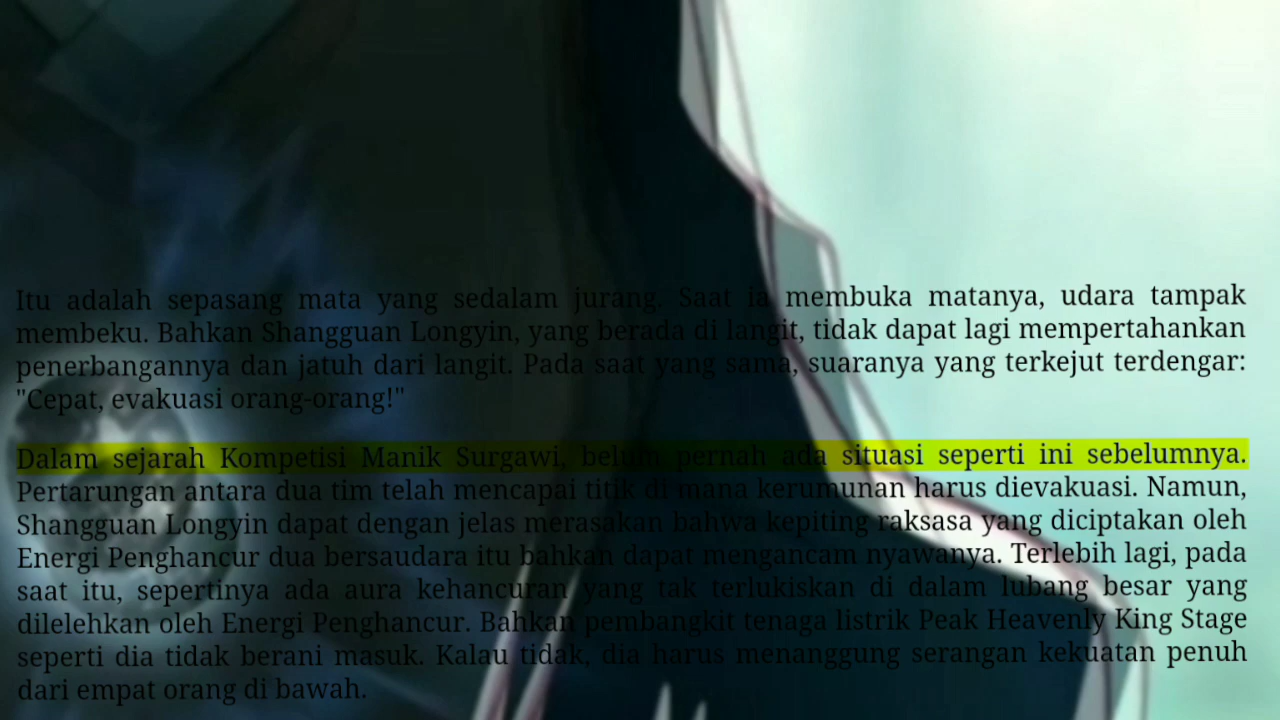 Itu adalah sepasang mata yang sedalam jurang. Saat ia membuka matanya, udara tampak
membeku. Bahkan Shangguan Longyin, yang berada di langit, tidak dapat lagi mempertahankan
penerbangannya dan jatuh dari langit. Pada saat yang sama, suaranya yang terkejut terdengar:
"Cepat, evakuasi orang-orang!"
Dalam sejarah Kompetisi Manik Surgawi, belum pernah ada situasi seperti ini sebelumnya.
Pertarungan antara dua tim telah mencapai titik di mana kerumunan harus dievakuasi. Namun,
Shangguan Longyin dapat dengan jelas merasakan bahwa kepiting raksasa yang diciptakan oleh
Energi Penghancur dua bersaudara itu bahkan dapat mengancam nyawanya. Terlebih lagi, pada
saat itu, sepertinya ada aura kehancuran yang tak terlukiskan di dalam lubang besar yang
dilelehkan oleh Energi Penghancur. Bahkan pembangkit tenaga listrik Peak Heavenly King Stage
seperti dia tidak berani masuk. Kalau tidak, dia harus menanggung serangan kekuatan penuh
dari empat orang di bawah.